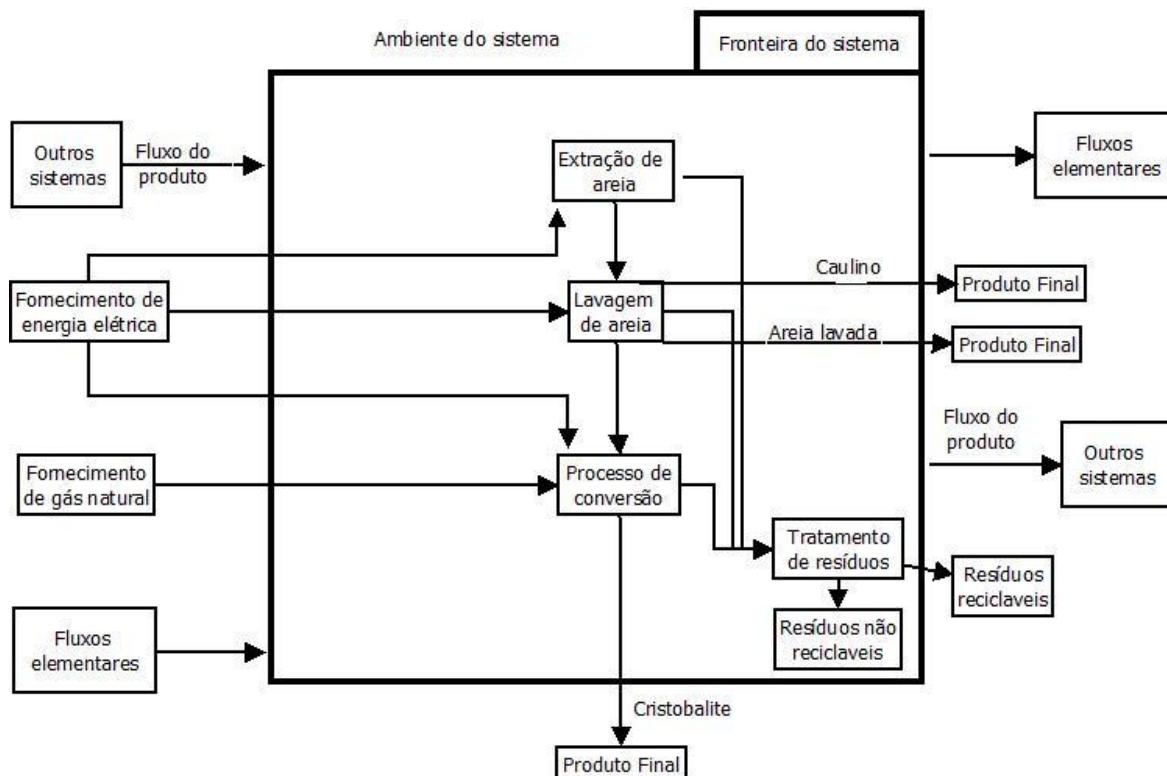 Ambiente do sistema
Fronteira do sistema
Outros
sistemas
Fluxo do
produto
Extração de
areia
Fluxos
elementares
Fornecimento de
energia elétrica
Lavagem
de areia
Caulino
Produto Final
Areia lavada
Produto Final
Fluxo do
produto
Outros
sistemas
Fornecimento
de gás natural
Processo de
conversão
Tratamento
de resíduos
Resíduos
reciclaveis
Resíduos não
reciclaveis
Fluxos
elementares
Cristobalite
Produto Final